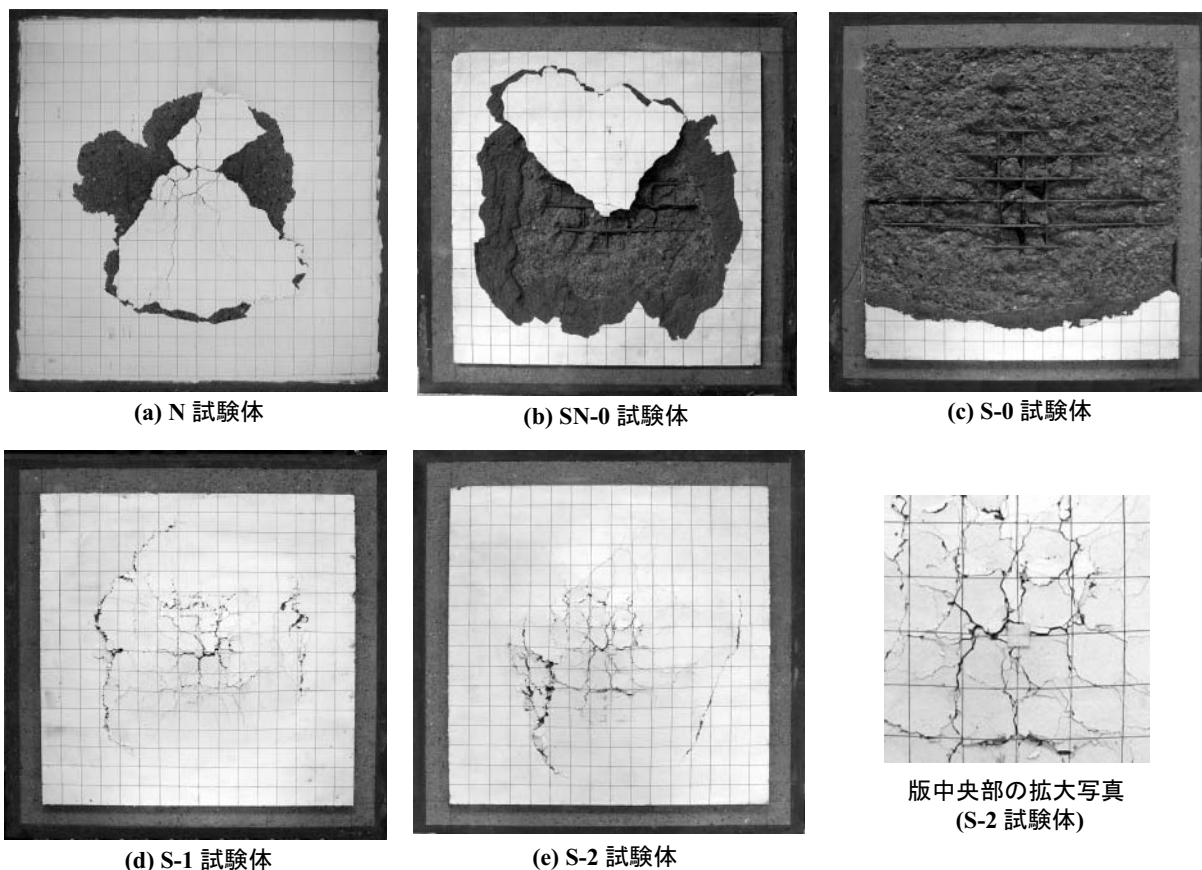 (a) N 試験体
(b) SN-0 試験体
(c) S-0 試験体
(d) S-1 試験体
(e) S-2 試験体
版中央部の拡大写真
(S-2 試験体)